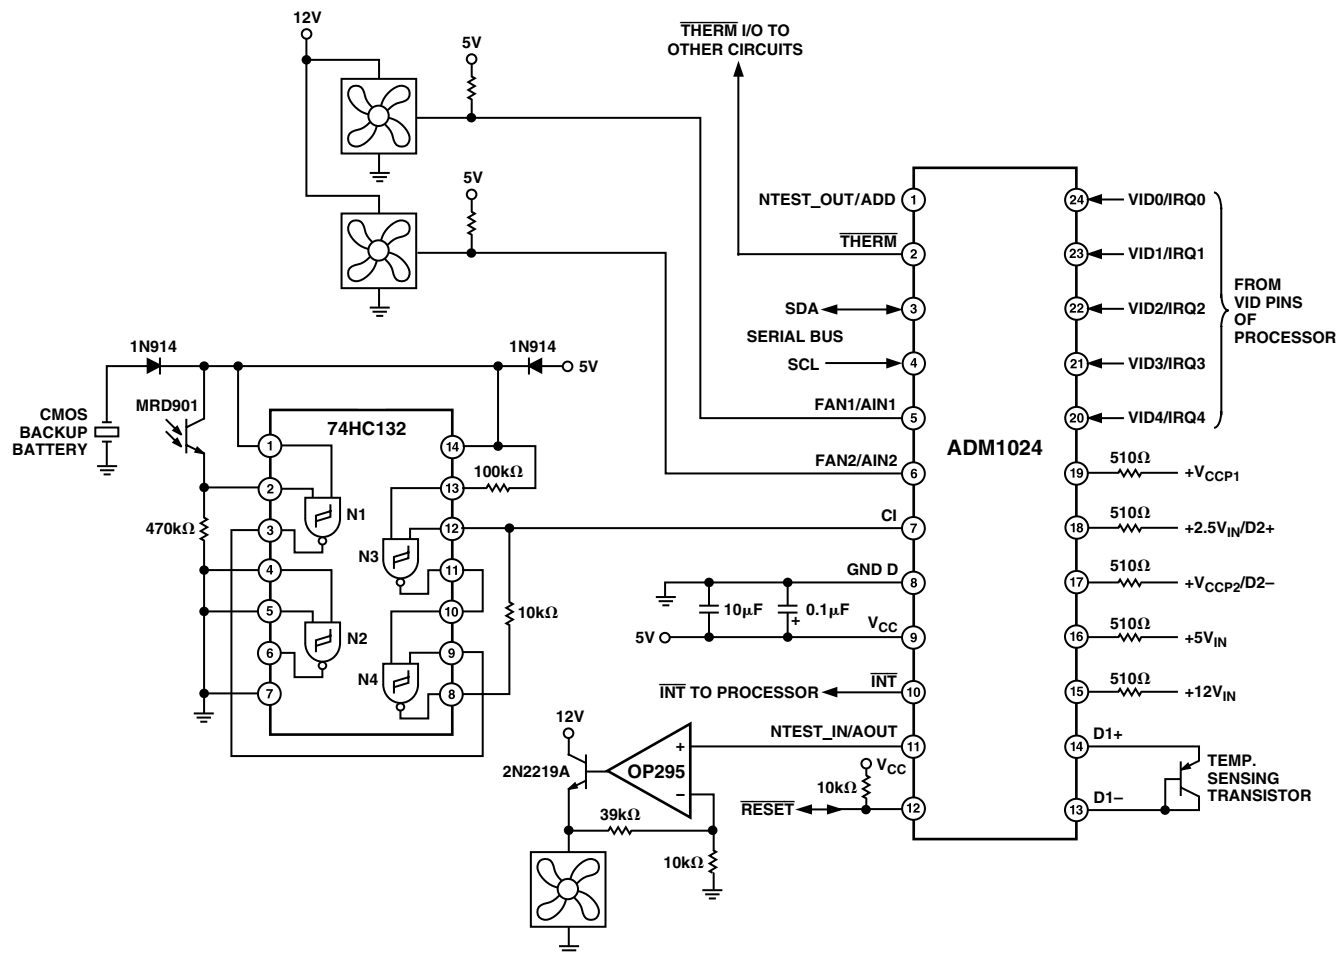 12V
5V
THERM I/O TO
OTHER CIRCUITS
5V
NTEST_OUT/ADD
1
24
VID0/IRQ0
THERM
2
23
VID1/IRQ1
SDA
3
22
VID2/IRQ2
FROM
VID PINS
OF
PROCESSOR
SERIAL BUS
SCL
4
21
VID3/IRQ3
FAN1/AIN1
5
20
VID4/IRQ4
ADM1024
FAN2/AIN2
6
19
510Ω
+VCCP1
CI
7
18
510Ω
+2.5VIN/D2+
GND D
8
17
510Ω
+VCCP2/D2–
10µF
0.1µF
+
5V
VCC
9
16
510Ω
+5VIN
INT TO PROCESSOR
INT
10
15
510Ω
+12VIN
NTEST_IN/AOUT
11
14
D1+
TEMP.
SENSING
TRANSISTOR
VCC
10kΩ
RESET
12
13
D1–
1N914
1N914
5V
CMOS
BACKUP
BATTERY
MRD901
74HC132
1
14
100kΩ
2
13
N1
470kΩ
3
12
N3
4
11
5
10
10kΩ
N2
6
9
N4
7
8
12V
2N2219A
OP295
+
–
39kΩ
10kΩ